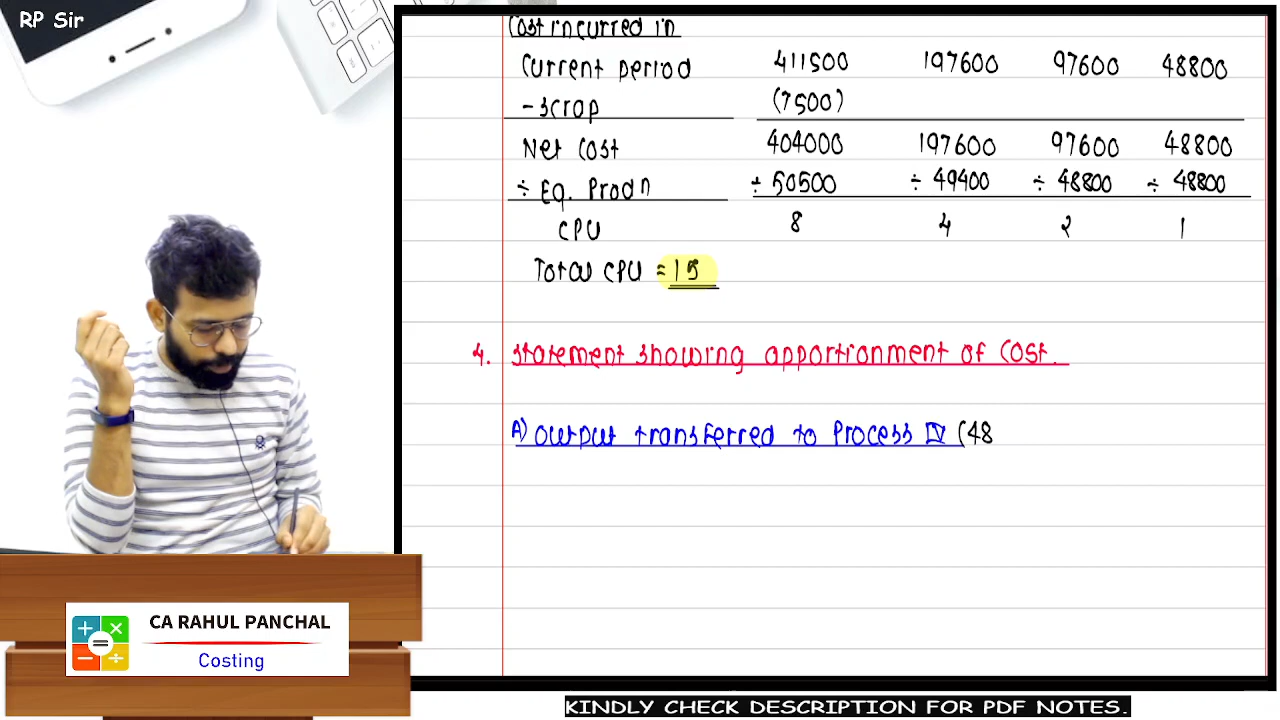 RP Sir
Cost incurred in
Current period 411500 197600 97600 48800
- scrap (7500)
Net Cost 404000 197600 97600 48800
÷ Eq. Prodn ÷ 50500 ÷ 49400 ÷ 48800 ÷ 48800
CPU 8 4 2 1
Total CPU = 15
4. Statement showing apportionment of Cost.
A) Output transferred to Process IV (48
CA RAHUL PANCHAL
Costing
KINDLY CHECK DESCRIPTION FOR PDF NOTES.